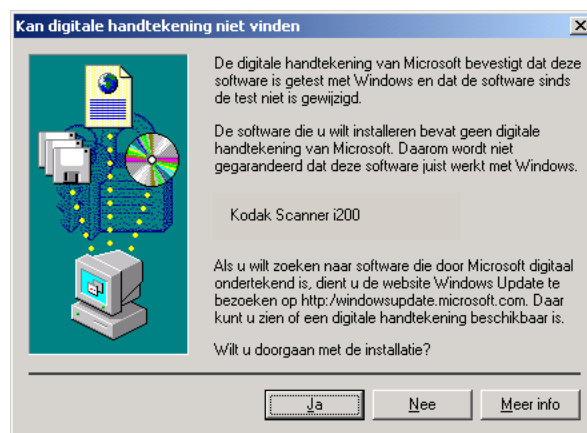 Kan digitale handtekening niet vinden
De digitale handtekening van Microsoft bevestigt dat deze
software is getest met Windows en dat de software sinds
de test niet is gewijzigd.
De software die u wilt installeren bevat geen digitale
handtekening van Microsoft. Daarom wordt niet
gegarandeerd dat deze software juist werkt met Windows.
Kodak Scanner i200
Als u wilt zoeken naar software die door Microsoft digitaal
ondertekend is, dient u de website Windows Update te
bezoeken op http:/windowsupdate.microsoft.com. Daar
kunt u zien of een digitale handtekening beschikbaar is.
Wilt u doorgaan met de installatie?
Ja
Nee
Meer info